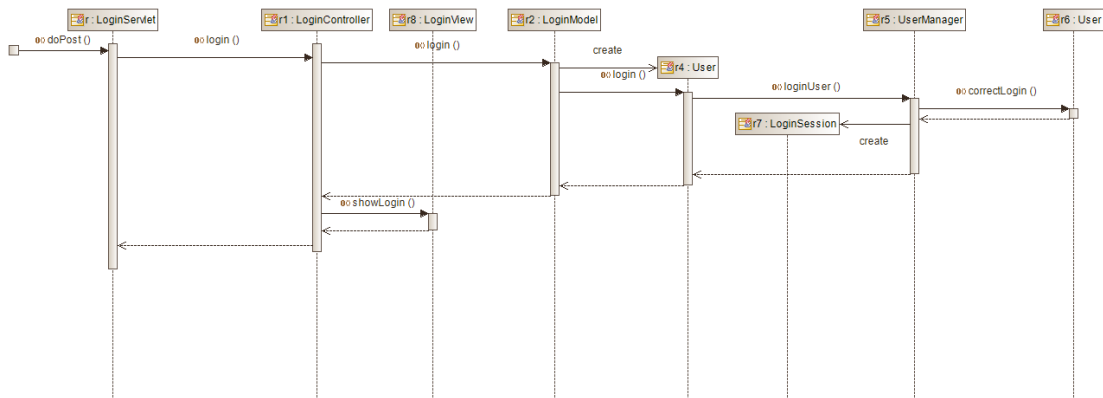 r : LoginServlet
r1 : LoginController
r8 : LoginView
r2 : LoginModel
r5 : UserManager
r6 : User
doPost ()
login ()
login ()
create
r4 : User
login ()
loginUser ()
correctLogin ()
r7 : LoginSession
create
showLogin ()